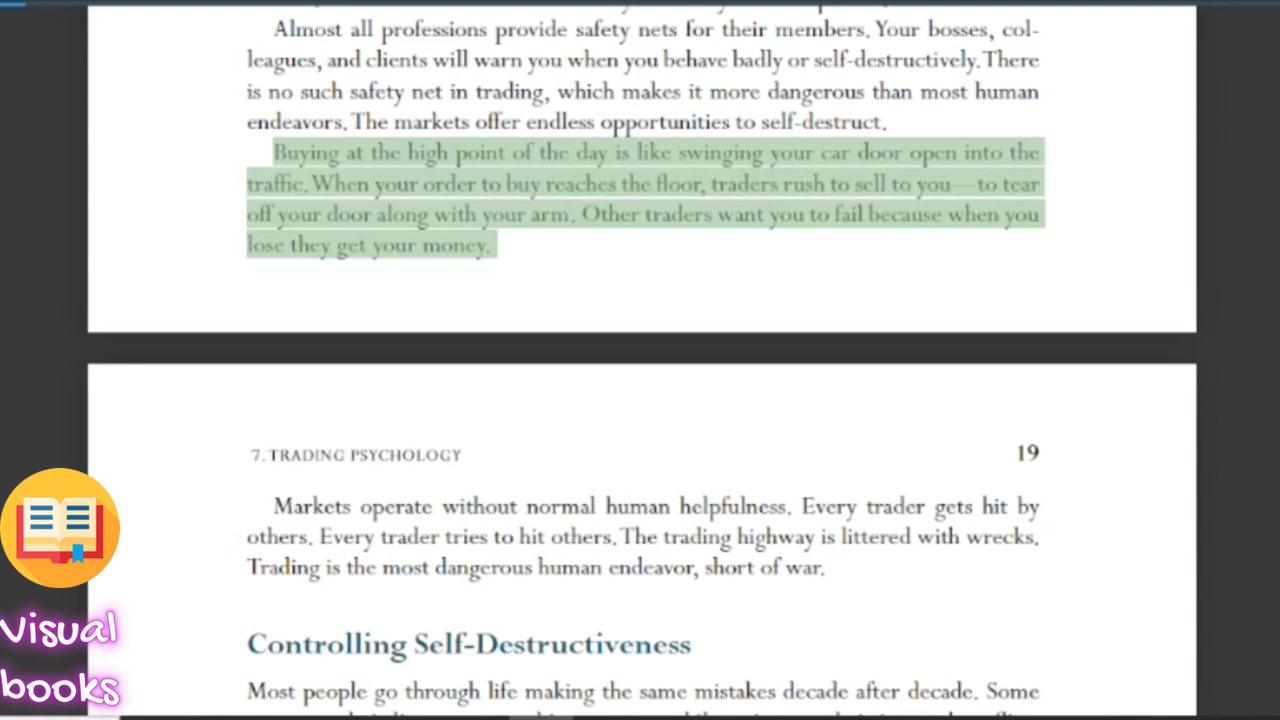 Almost all professions provide safety nets for their members. Your bosses, col-
leagues, and clients will warn you when you behave badly or self-destructively. There
is no such safety net in trading, which makes it more dangerous than most human
endeavors. The markets offer endless opportunities to self-destruct.
Buying at the high point of the day is like swinging your car door open into the
traffic. When your order to buy reaches the floor, traders rush to sell to you—to tear
off your door along with your arm. Other traders want you to fail because when you
lose they get your money.
7. TRADING PSYCHOLOGY 19
Markets operate without normal human helpfulness. Every trader gets hit by
others. Every trader tries to hit others. The trading highway is littered with wrecks.
Trading is the most dangerous human endeavor, short of war.
Controlling Self-Destructiveness
Most people go through life making the same mistakes decade after decade. Some
Visual
books